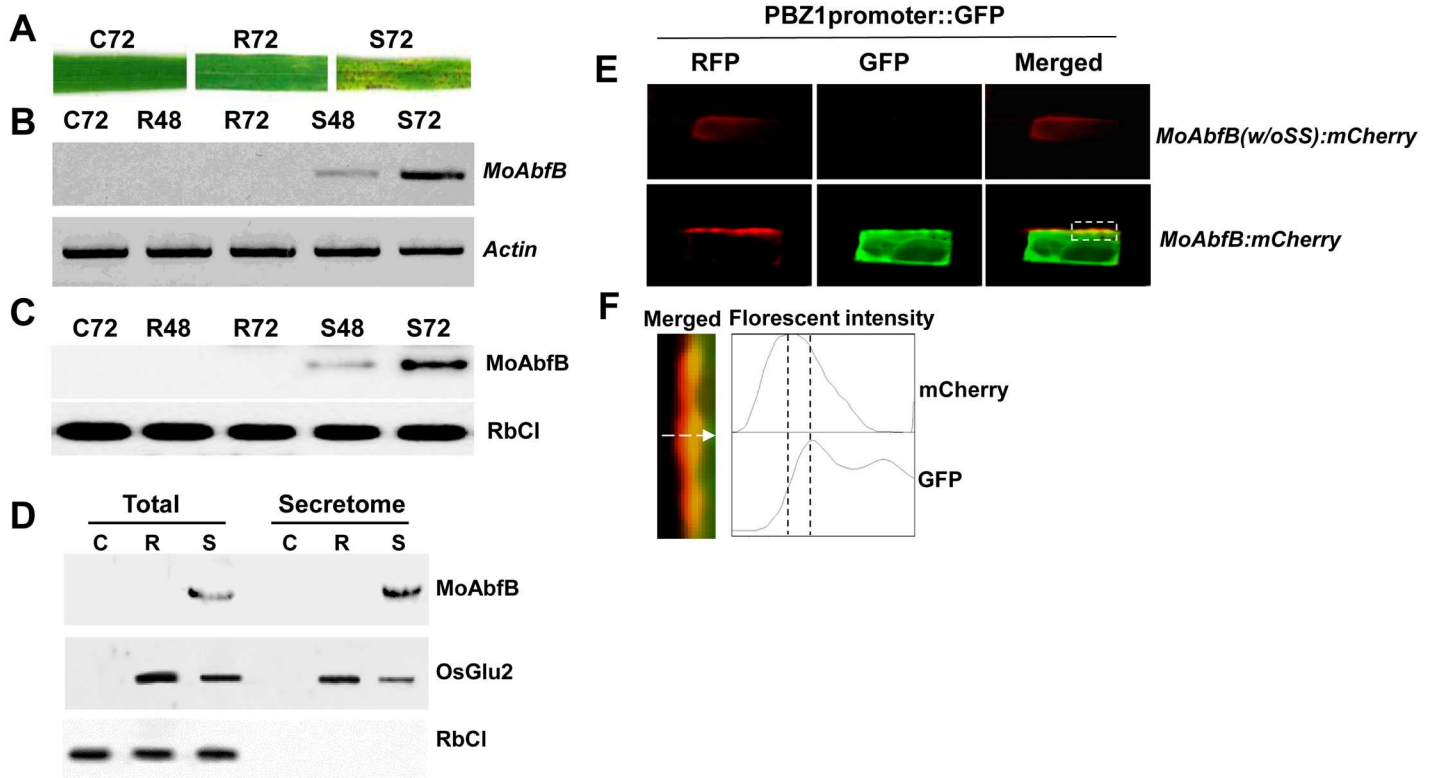 A
C72 R72 S72
B
C72 R48 R72 S48 S72
MoAbfB
Actin
C
C72 R48 R72 S48 S72
MoAbfB
RbCl
D
Total Secretome
C R S C R S
MoAbfB
OsGlu2
RbCl
PBZ1promoter::GFP
E
RFP GFP Merged
MoAbfB(w/oSS):mCherry
MoAbfB:mCherry
F
Merged Florescent intensity
mCherry
GFP